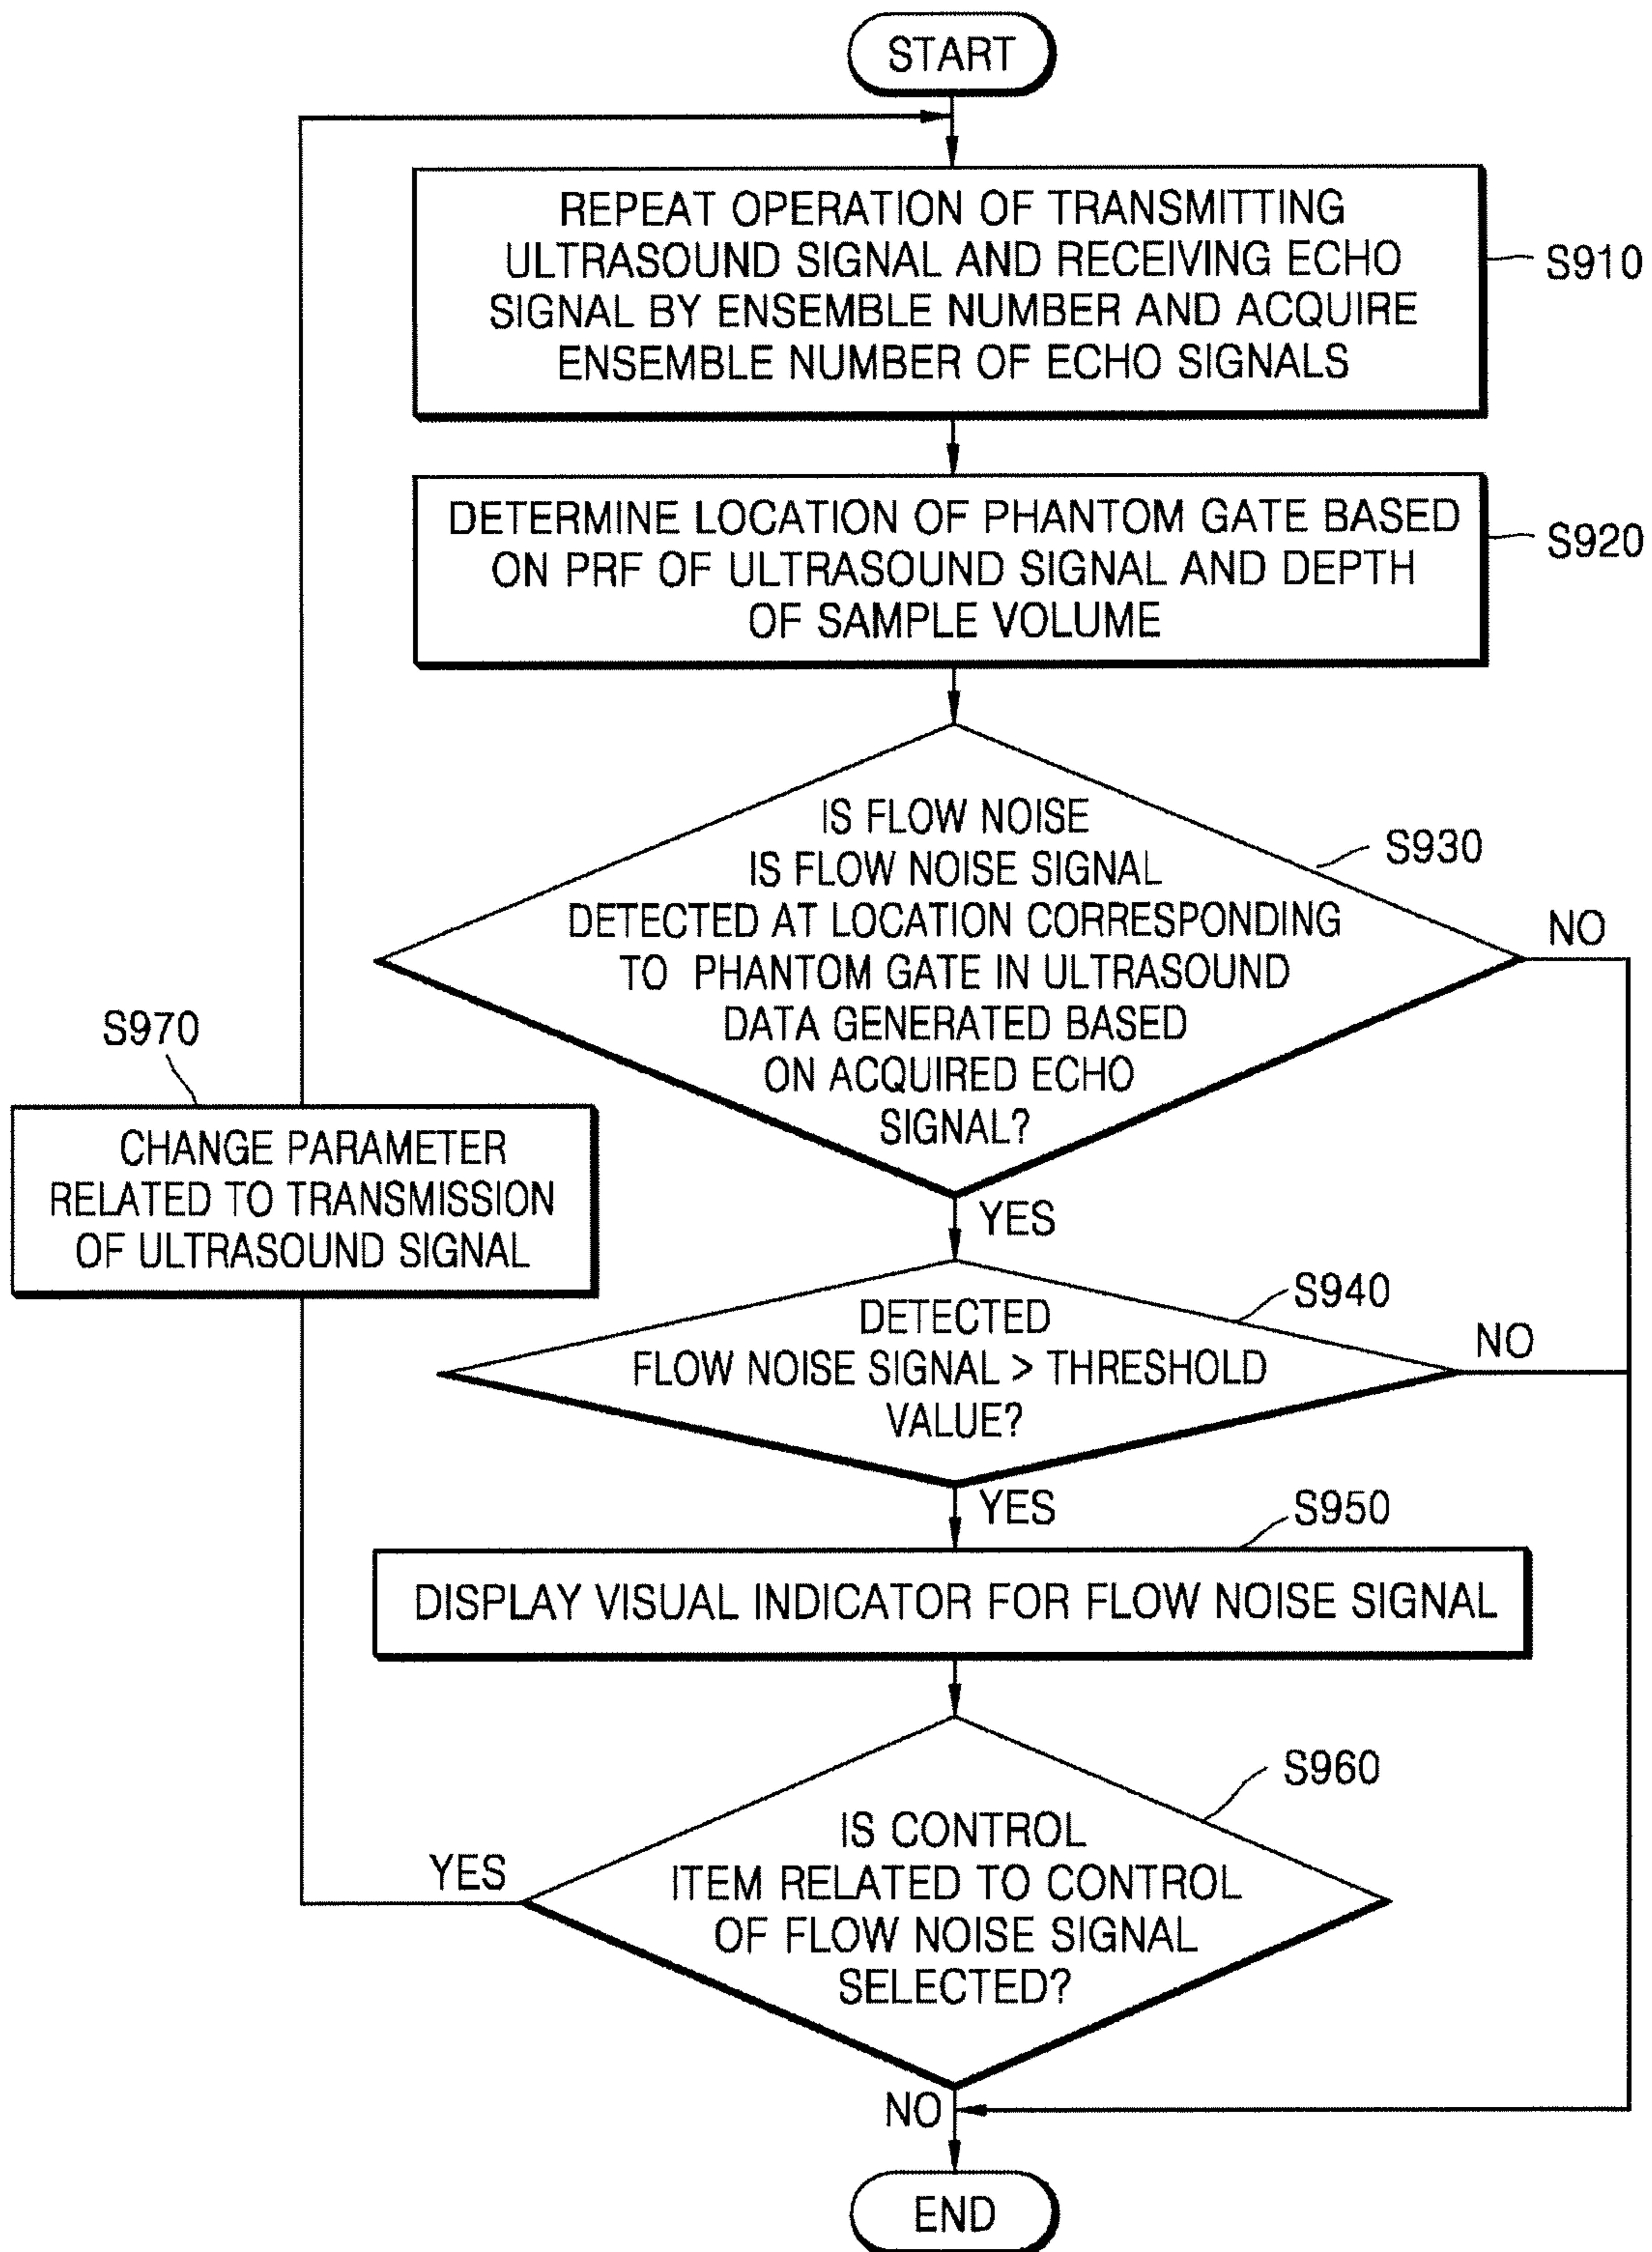 START
REPEAT OPERATION OF TRANSMITTING
ULTRASOUND SIGNAL AND RECEIVING ECHO
SIGNAL BY ENSEMBLE NUMBER AND ACQUIRE
ENSEMBLE NUMBER OF ECHO SIGNALS
S910
DETERMINE LOCATION OF PHANTOM GATE BASED
ON PRF OF ULTRASOUND SIGNAL AND DEPTH
OF SAMPLE VOLUME
S920
IS FLOW NOISE
IS FLOW NOISE SIGNAL
DETECTED AT LOCATION CORRESPONDING
TO PHANTOM GATE IN ULTRASOUND
DATA GENERATED BASED
ON ACQUIRED ECHO
SIGNAL?
S930
NO
YES
S970
CHANGE PARAMETER
RELATED TO TRANSMISSION
OF ULTRASOUND SIGNAL
DETECTED
FLOW NOISE SIGNAL > THRESHOLD
VALUE?
S940
NO
YES
S950
DISPLAY VISUAL INDICATOR FOR FLOW NOISE SIGNAL
S960
IS CONTROL
ITEM RELATED TO CONTROL
OF FLOW NOISE SIGNAL
SELECTED?
YES
NO
END